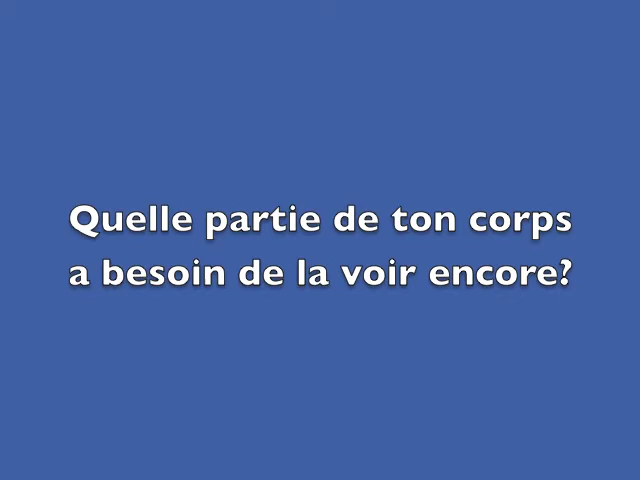 Quelle partie de ton corps
a besoin de la voir encore?